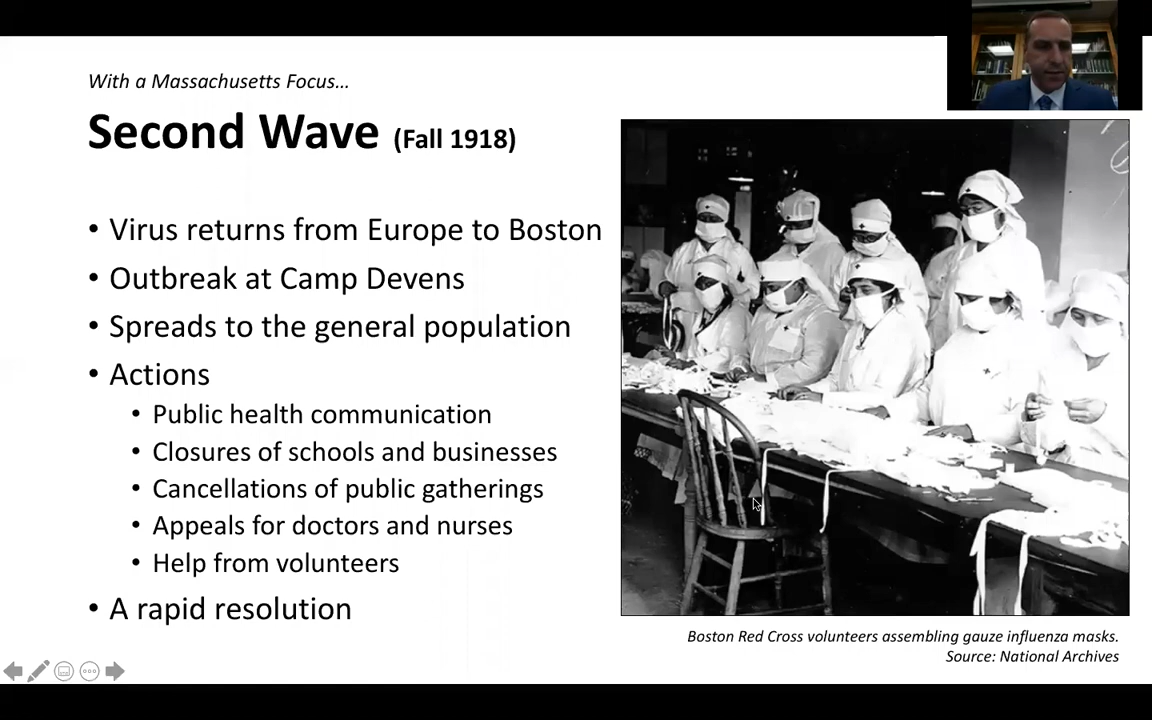 With a Massachusetts Focus...
Second Wave (Fall 1918)
• Virus returns from Europe to Boston
• Outbreak at Camp Devens
• Spreads to the general population
• Actions
• Public health communication
• Closures of schools and businesses
• Cancellations of public gatherings
• Appeals for doctors and nurses
• Help from volunteers
• A rapid resolution
Boston Red Cross volunteers assembling gauze influenza masks.
Source: National Archives